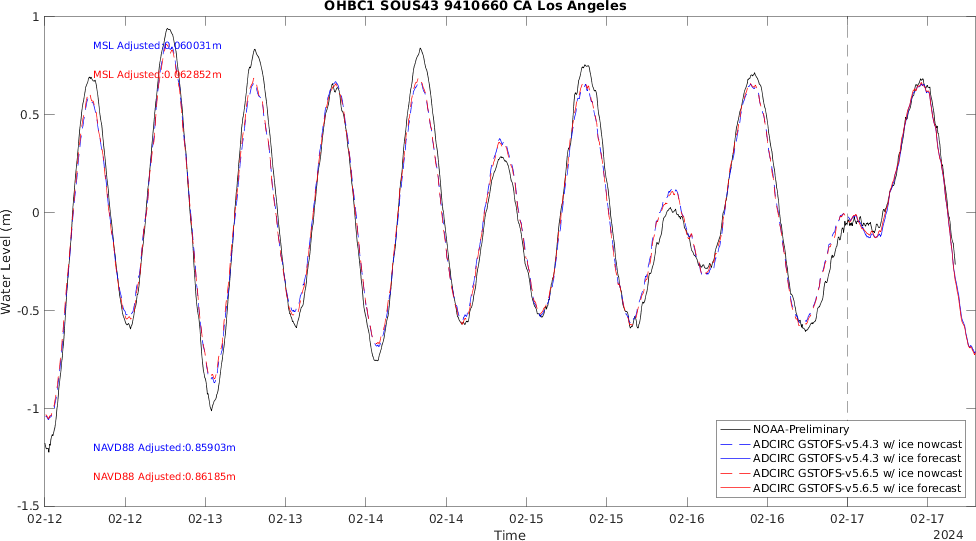 OHBC1 SOUS43 9410660 CA Los Angeles
MSL Adjusted:0.060031m
MSL Adjusted:0.062852m
NAVD88 Adjusted:0.85903m
NAVD88 Adjusted:0.86185m
Water Level (m)
1
0.5
0
-0.5
-1
-1.5
NOAA-Preliminary
ADCIRC GSTOFS-v5.4.3 w/ ice nowcast
ADCIRC GSTOFS-v5.4.3 w/ ice forecast
ADCIRC GSTOFS-v5.6.5 w/ ice nowcast
ADCIRC GSTOFS-v5.6.5 w/ ice forecast
02-12 02-12 02-13 02-13 02-14 02-14 02-15 02-15 02-16 02-16 02-17 02-17
Time
2024